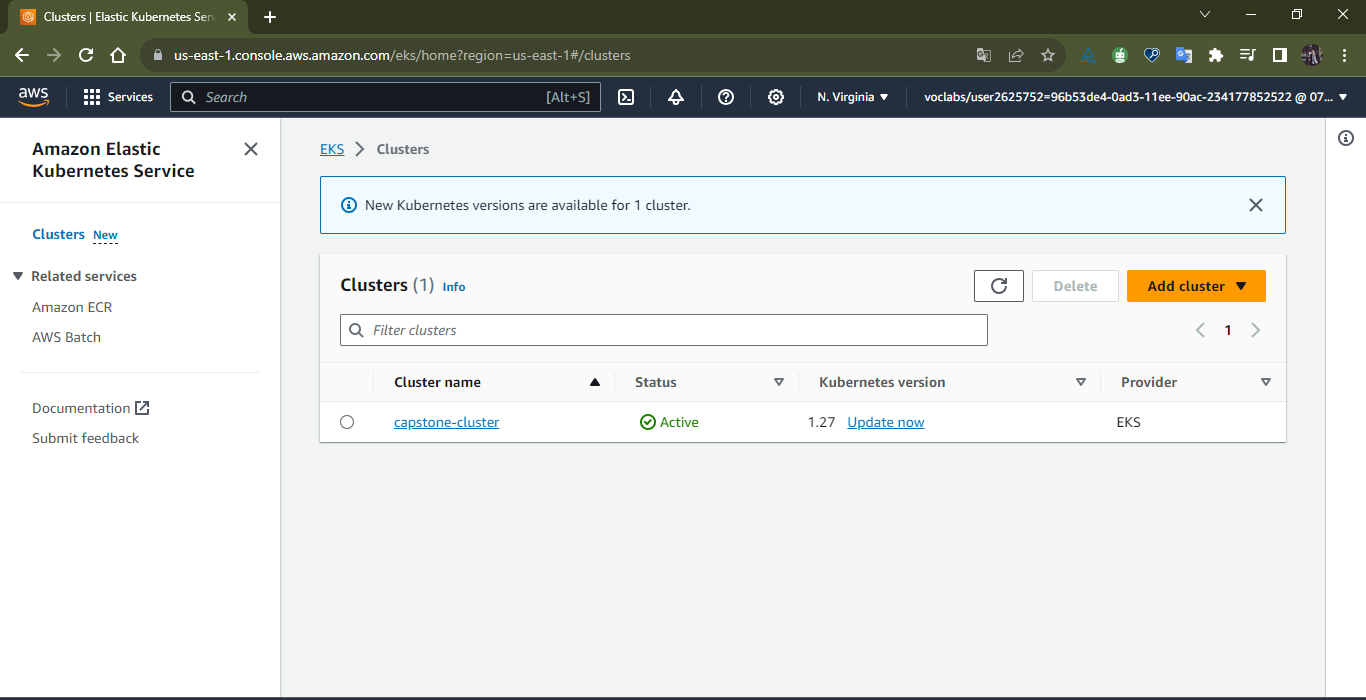 Clusters | Elastic Kubernetes Ser
us-east-1.console.aws.amazon.com/eks/home?region=us-east-1#/clusters
aws
Services
Search
[Alt+S]
N. Virginia
voclabs/user2625752=96b53de4-0ad3-11ee-90ac-234177852522 @ 07...
Amazon Elastic
Kubernetes Service
Clusters New
Related services
Amazon ECR
AWS Batch
Documentation
Submit feedback
EKS
Clusters
New Kubernetes versions are available for 1 cluster.
Clusters (1) Info
Delete
Add cluster
Filter clusters
1
Cluster name
Status
Kubernetes version
Provider
capstone-cluster
Active
1.27 Update now
EKS